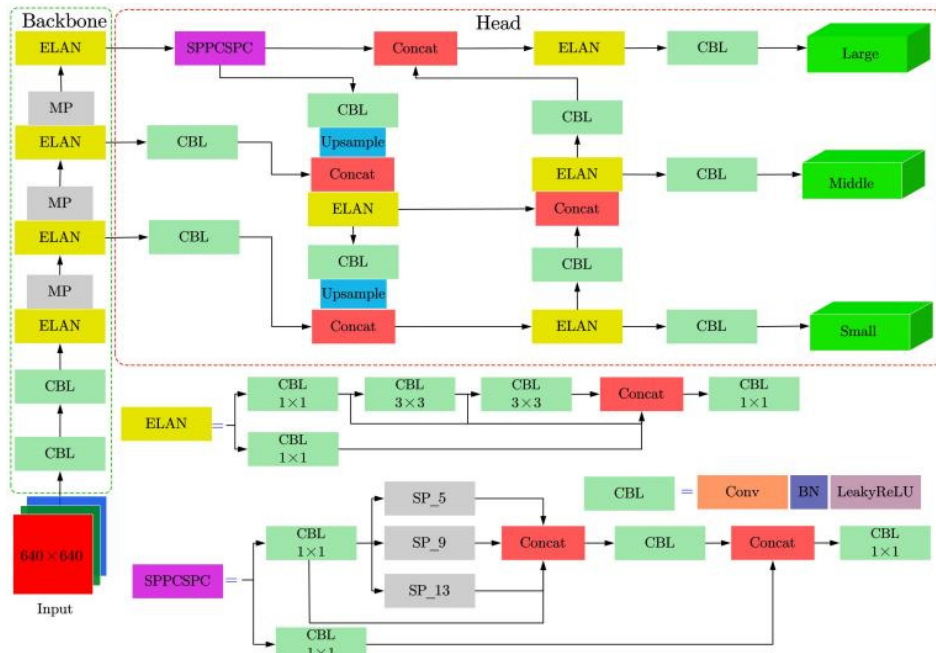 Backbone
Head
ELAN
SPPCSPC
Concat
ELAN
CBL
Large
MP
CBL
CBL
Upsample
ELAN
CBL
Concat
ELAN
CBL
Middle
MP
ELAN
Concat
ELAN
CBL
CBL
CBL
MP
Upsample
ELAN
Concat
ELAN
CBL
Small
CBL
CBL
1×1
CBL
3×3
CBL
3×3
Concat
CBL
1×1
ELAN
=
CBL
1×1
CBL
CBL
=
Conv
BN
LeakyReLU
640×640
Input
SP_5
CBL
1×1
SP_9
Concat
CBL
Concat
CBL
1×1
SPPCSPC
=
SP_13
CBL
1×1